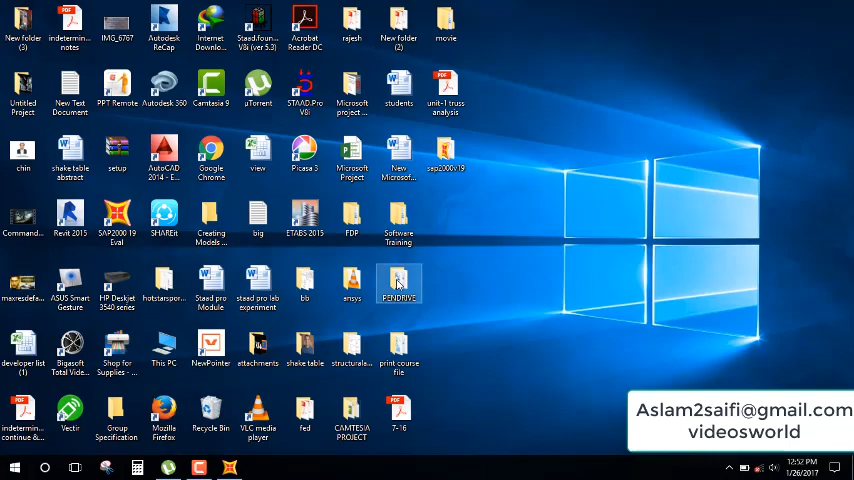 New folder (3)
indetermin... notes
IMG_6767
Autodesk ReCap
Internet Downlo...
Staad.foun... V8i (ver 5.3)
Acrobat Reader DC
rajesh
New folder (2)
movie
Untitled Project
New Text Document
PPT Remote
Autodesk 360
Camtasia 9
µTorrent
STAAD.Pro V8i
Microsoft project ...
students
unit-1 truss analysis
chin
shake table abstract
setup
AutoCAD 2014 - E...
Google Chrome
view
Picasa 3
Microsoft Project
New Microsof...
sap2000v19
Command...
Revit 2015
SAP2000 19 Eval
SHAREit
Creating Models ...
big
ETABS 2015
FDP
Software Training
maxresdefa...
ASUS Smart Gesture
HP Deskjet 3540 series
hotstarspor...
Staad pro Module
staad pro lab experiment
bb
ansys
PENDRIVE
developer list (1)
Bigasoft Total Vide...
Shop for Supplies - ...
This PC
NewPointer
attachments
shake table
structurala...
print course file
indetermin... continue &...
Vectir
Group Specification
Mozilla Firefox
Recycle Bin
VLC media player
fed
CAMTESIA PROJECT
7-16
Aslam2saifi@gmail.com
videosworld
12:52 PM
1/26/2017